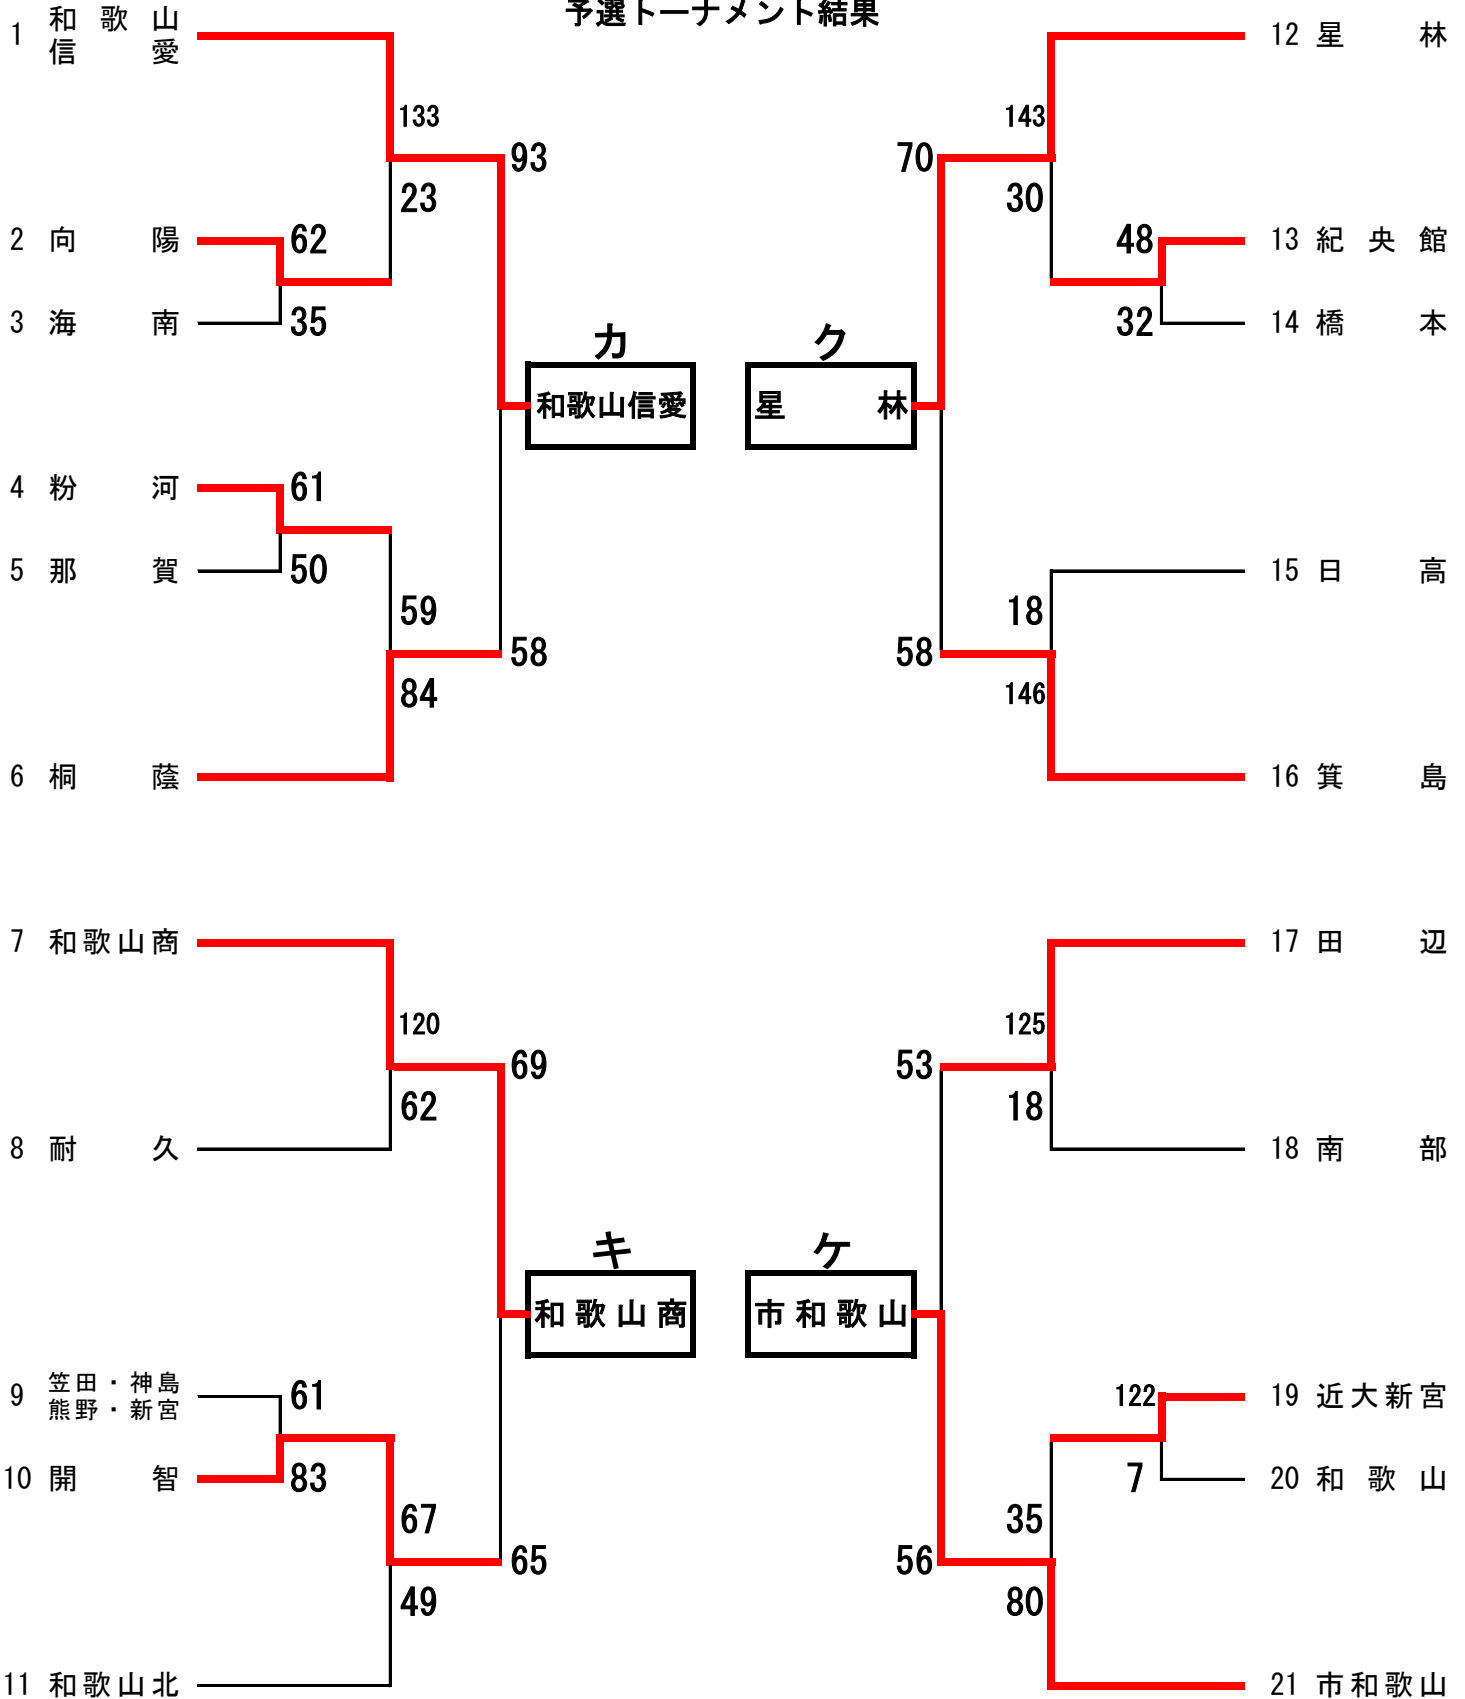 予選トーナメント結果
1 和歌山
信愛
133
93
23
2 向陽 62
3 海南 35
カ
和歌山信愛
4 粉河 61
5 那賀 50
59
58
84
6 桐蔭
12 星林
143
70
30
48 13 紀央館
32 14 橋本
ク
星林
15 日高
18
58
146
16 箕島
7 和歌山商
120
69
62
8 耐久
キ
和歌山商
9 笠田・神島
熊野・新宮
61
10 開智 83
67
65
49
11 和歌山北
17 田辺
125
53
18
18 南部
ケ
市和歌山
122 19 近大新宮
7 20 和歌山
35
56
80
21 市和歌山